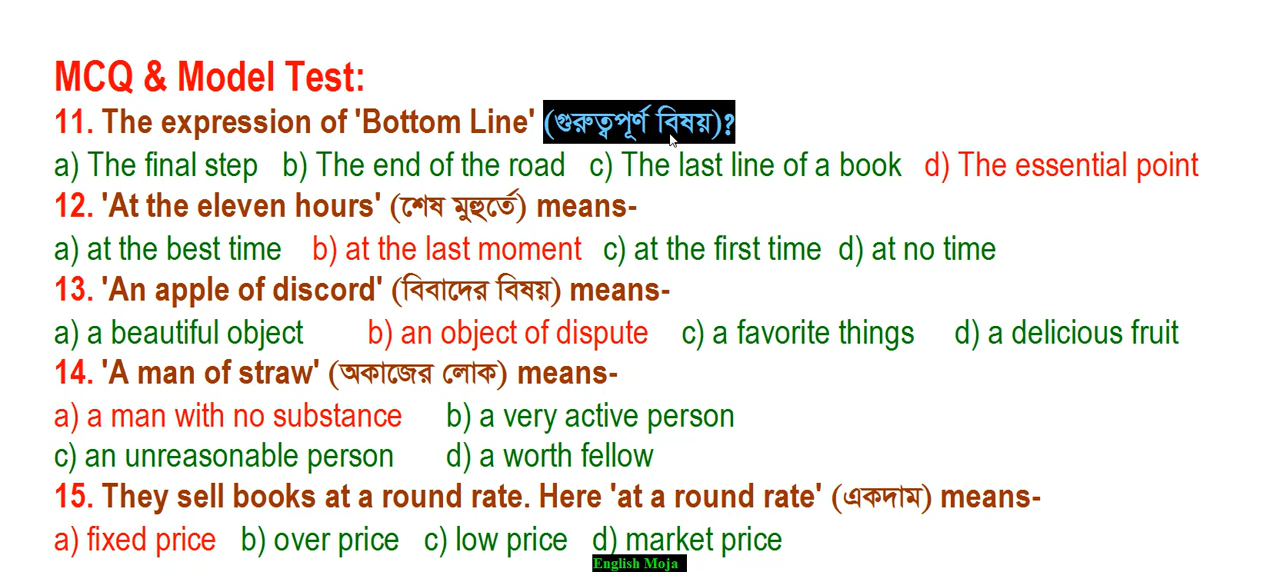 MCQ & Model Test:
11. The expression of 'Bottom Line' (গুরুত্বপূর্ণ বিষয়)?
a) The final step b) The end of the road c) The last line of a book d) The essential point
12. 'At the eleven hours' (শেষ মুহুর্তে) means-
a) at the best time b) at the last moment c) at the first time d) at no time
13. 'An apple of discord' (বিবাদের বিষয়) means-
a) a beautiful object b) an object of dispute c) a favorite things d) a delicious fruit
14. 'A man of straw' (অকাজের লোক) means-
a) a man with no substance b) a very active person
c) an unreasonable person d) a worth fellow
15. They sell books at a round rate. Here 'at a round rate' (একদাম) means-
a) fixed price b) over price c) low price d) market price
English Moja